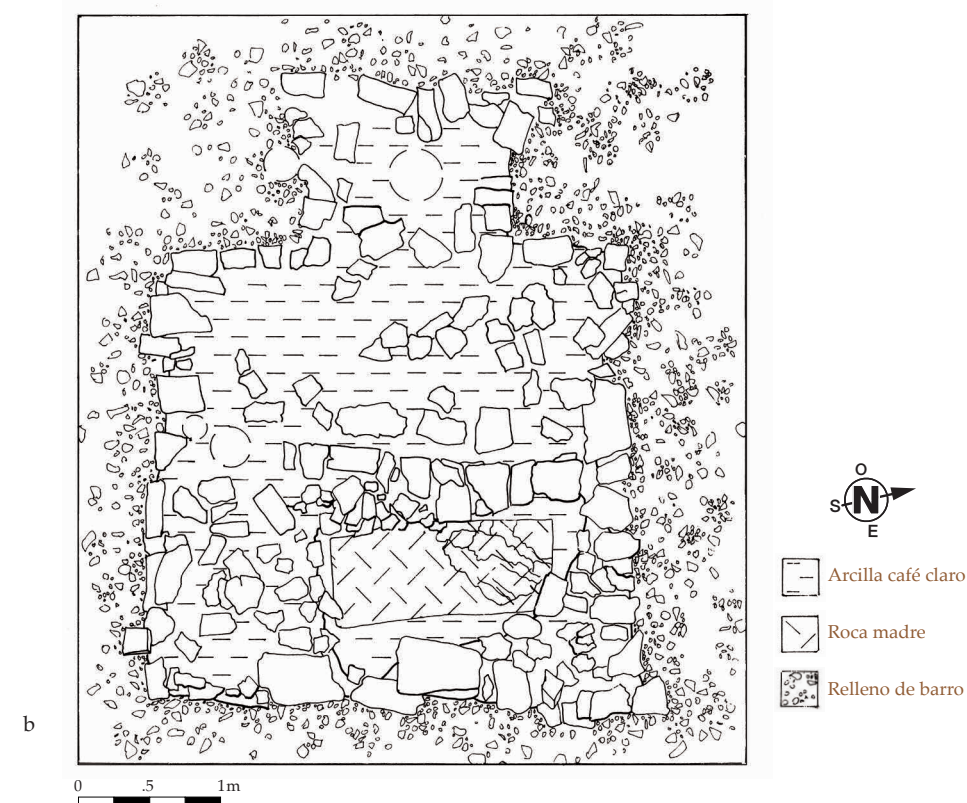 O
S N
E
Arcilla café claro
Roca madre
Relleno de barro
b
0 .5 1m